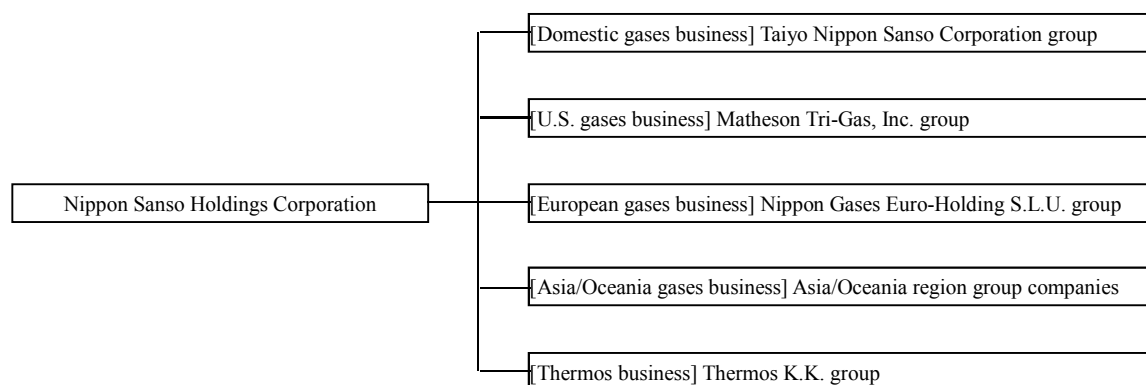 [Domestic gases business] Taiyo Nippon Sanso Corporation group
[U.S. gases business] Matheson Tri-Gas, Inc. group
Nippon Sanso Holdings Corporation
[European gases business] Nippon Gases Euro-Holding S.L.U. group
[Asia/Oceania gases business] Asia/Oceania region group companies
[Thermos business] Thermos K.K. group